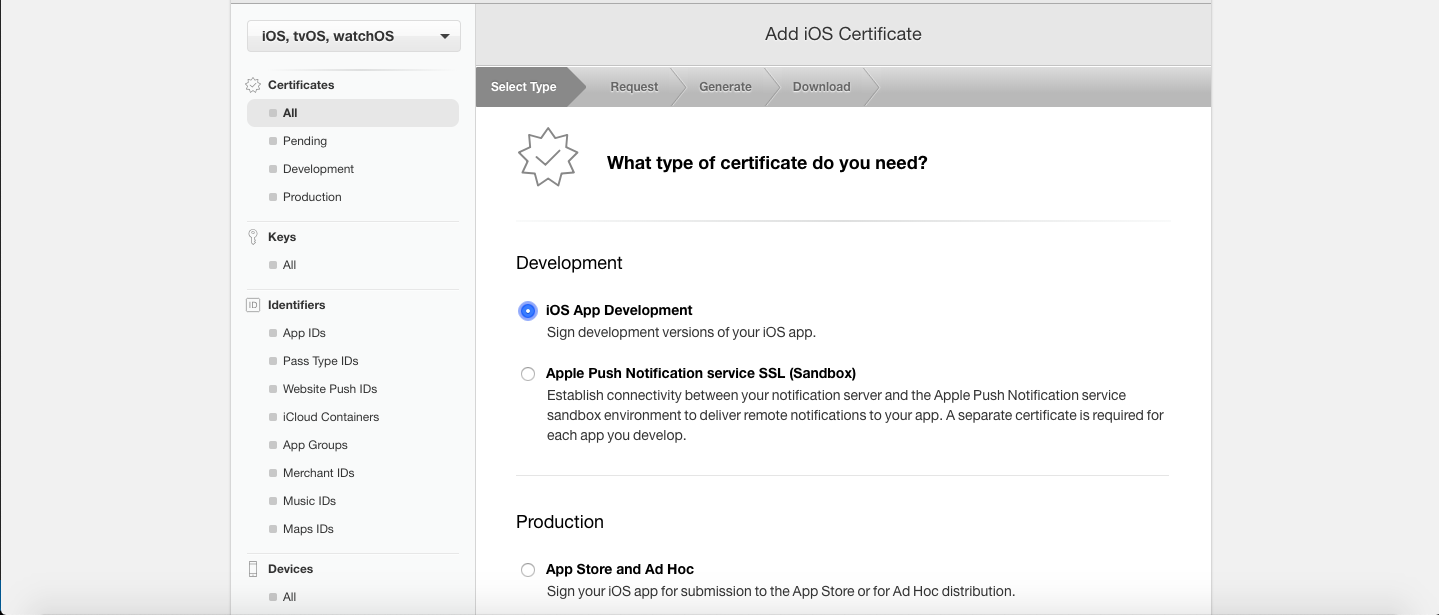 iOS, tvOS, watchOS
Certificates
All
Pending
Development
Production
Keys
All
ID
Identifiers
App IDs
Pass Type IDs
Website Push IDs
iCloud Containers
App Groups
Merchant IDs
Music IDs
Maps IDs
Devices
All
Add iOS Certificate
Select Type
Request
Generate
Download
What type of certificate do you need?
Development
iOS App Development
Sign development versions of your iOS app.
Apple Push Notification service SSL (Sandbox)
Establish connectivity between your notification server and the Apple Push Notification service
sandbox environment to deliver remote notifications to your app. A separate certificate is required for
each app you develop.
Production
App Store and Ad Hoc
Sign your iOS app for submission to the App Store or for Ad Hoc distribution.